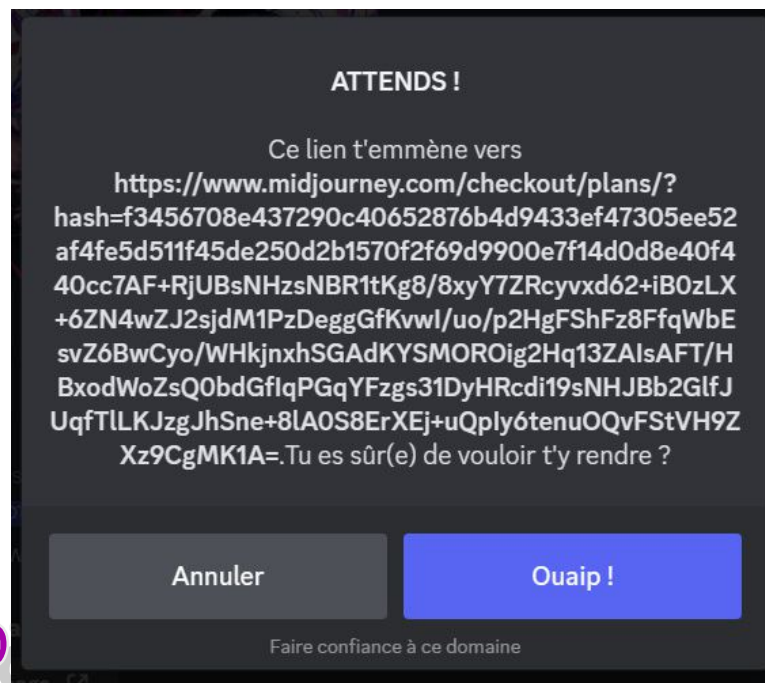 ATTENDS !
Ce lien t'emmène vers
https://www.midjourney.com/checkout/plans/?
hash=f3456708e437290c40652876b4d9433ef47305ee52
af4fe5d511f45de250d2b1570f2f69d9900e7f14d0d8e40f4
40cc7AF+RjUBsNHzsNBR1tKg8/8xyY7ZRcyvxd62+iB0zLX
+6ZN4wZJ2sjdM1PzDeggGfKvwI/uo/p2HgFShFz8FfqWbE
svZ6BwCyo/WHkjnxhSGAdKYSMOROig2Hq13ZAIsAFT/H
BxodWoZsQ0bdGfIqPGqYFzgs31DyHRcdi19sNHJBb2GlfJ
UqfTlLKJzgJhSne+8lA0S8ErXEj+uQpIy6tenuOQvFStVH9Z
Xz9CgMK1A=.Tu es sûr(e) de vouloir t'y rendre ?
Annuler
Ouaip !
Faire confiance à ce domaine